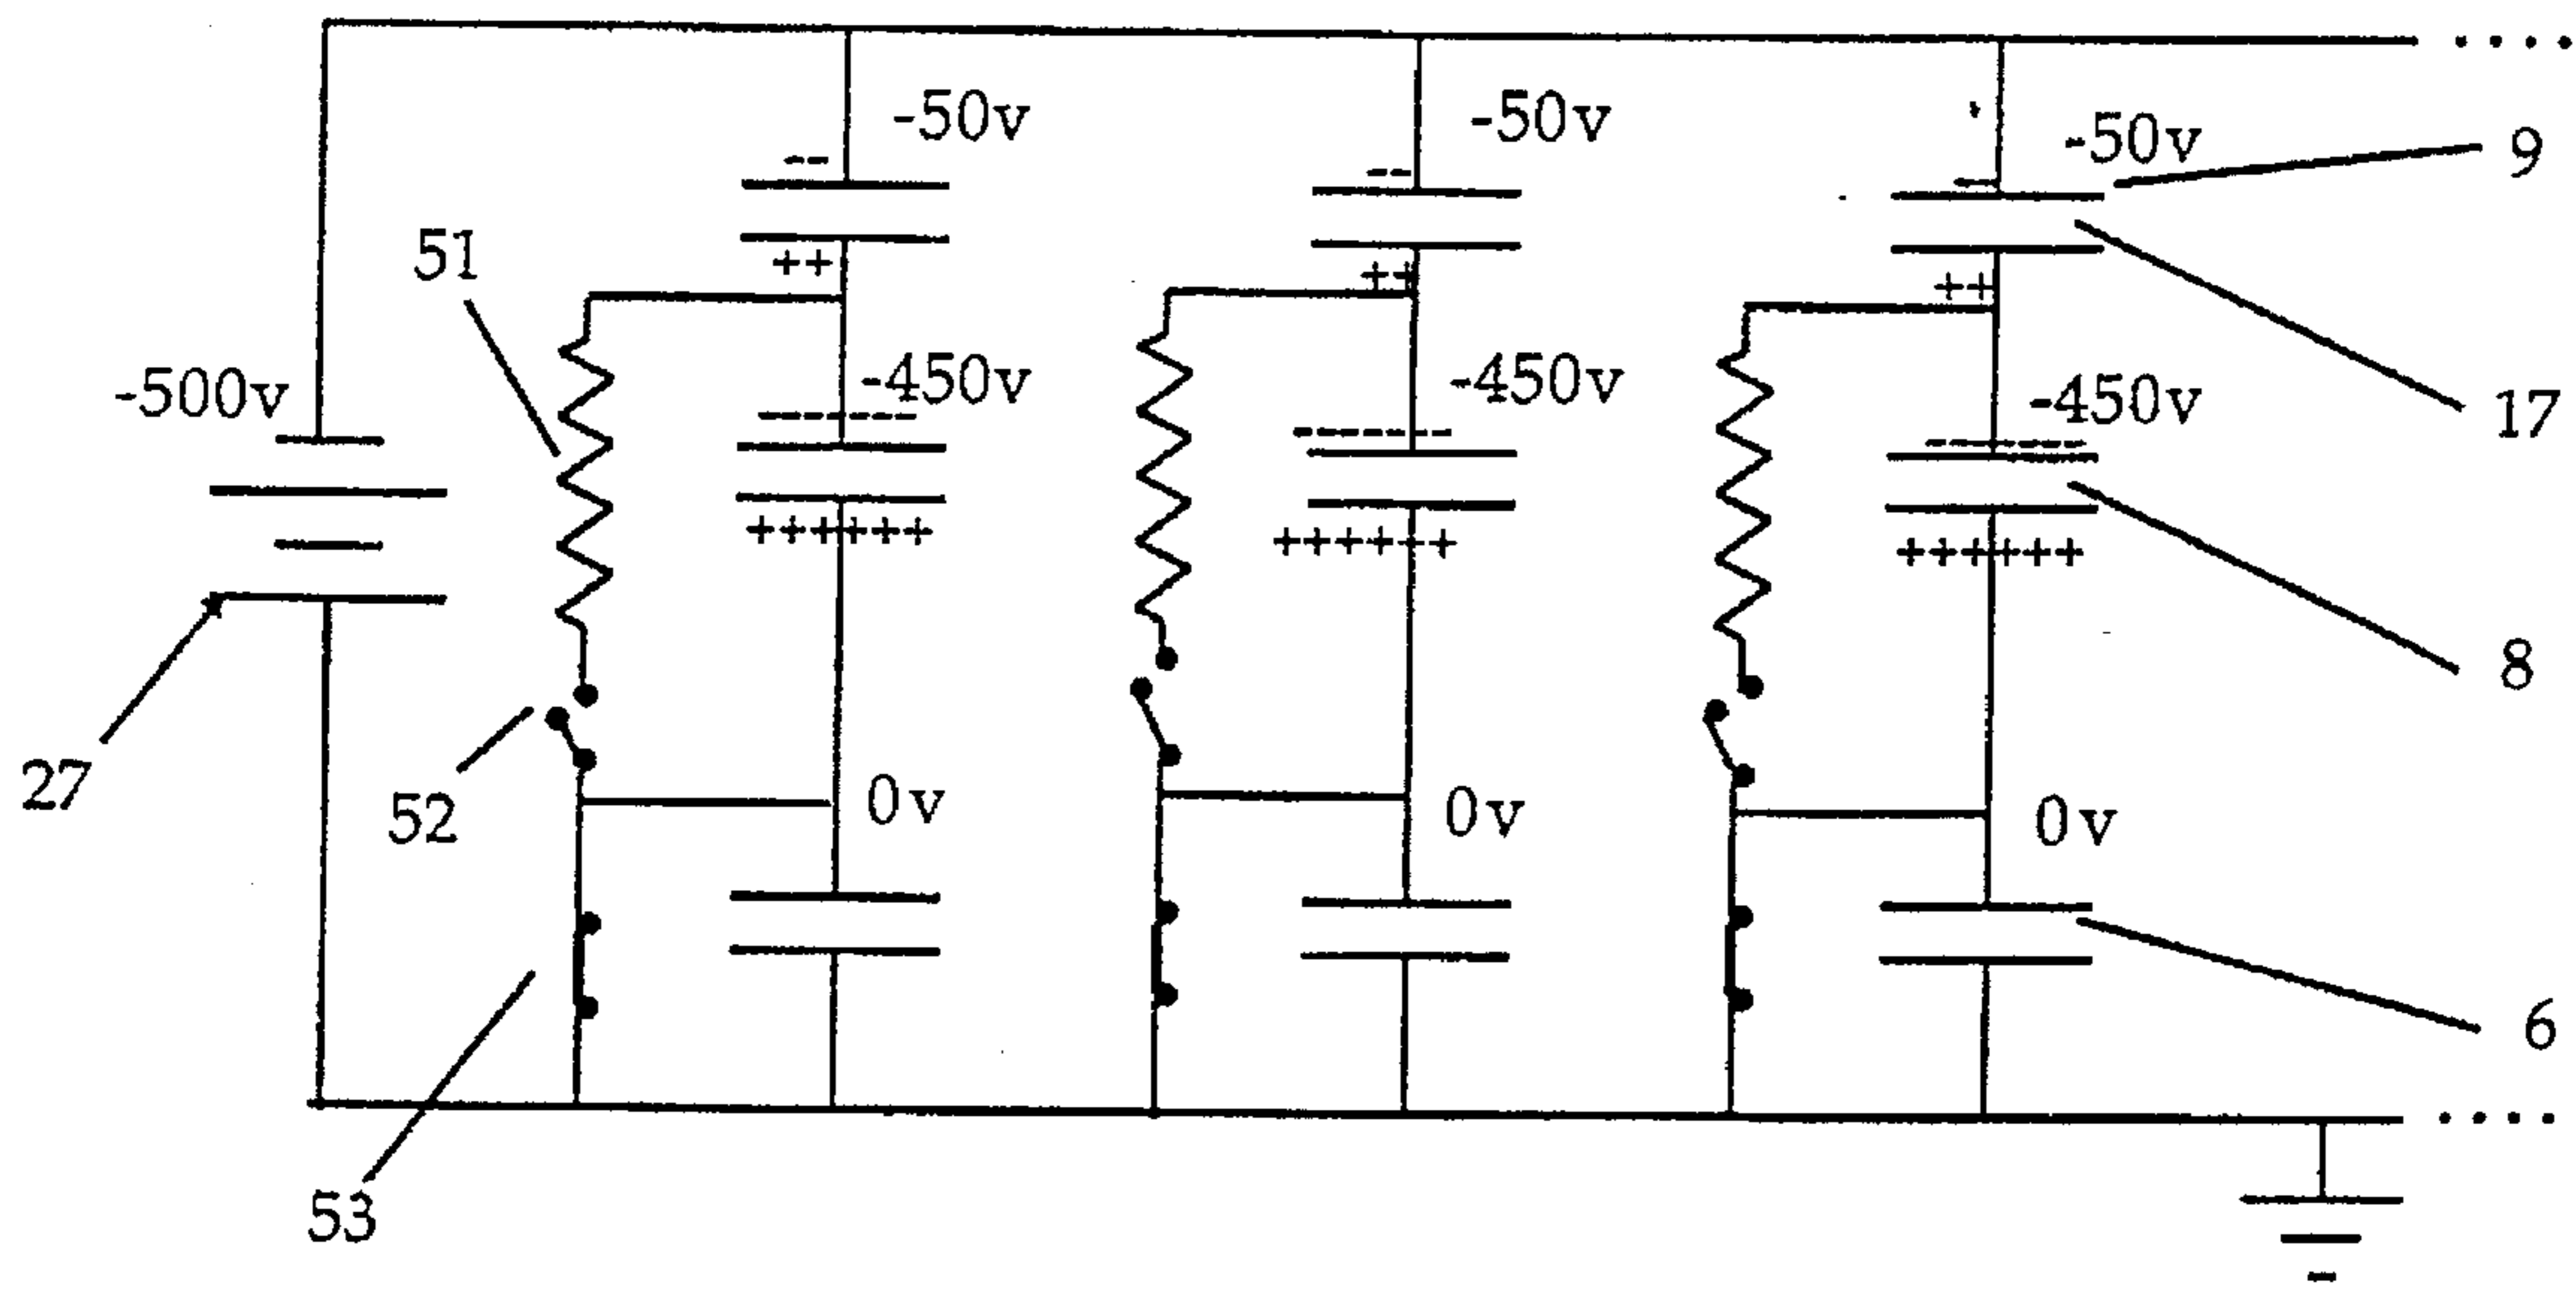 -50v
-50v
-50v
9
--
--
++
++
++
51
17
-500v
-450v
-450v
-450v
--------
--------
--------
++++++
++++++
++++++
8
27
52
0v
0v
0v
6
53